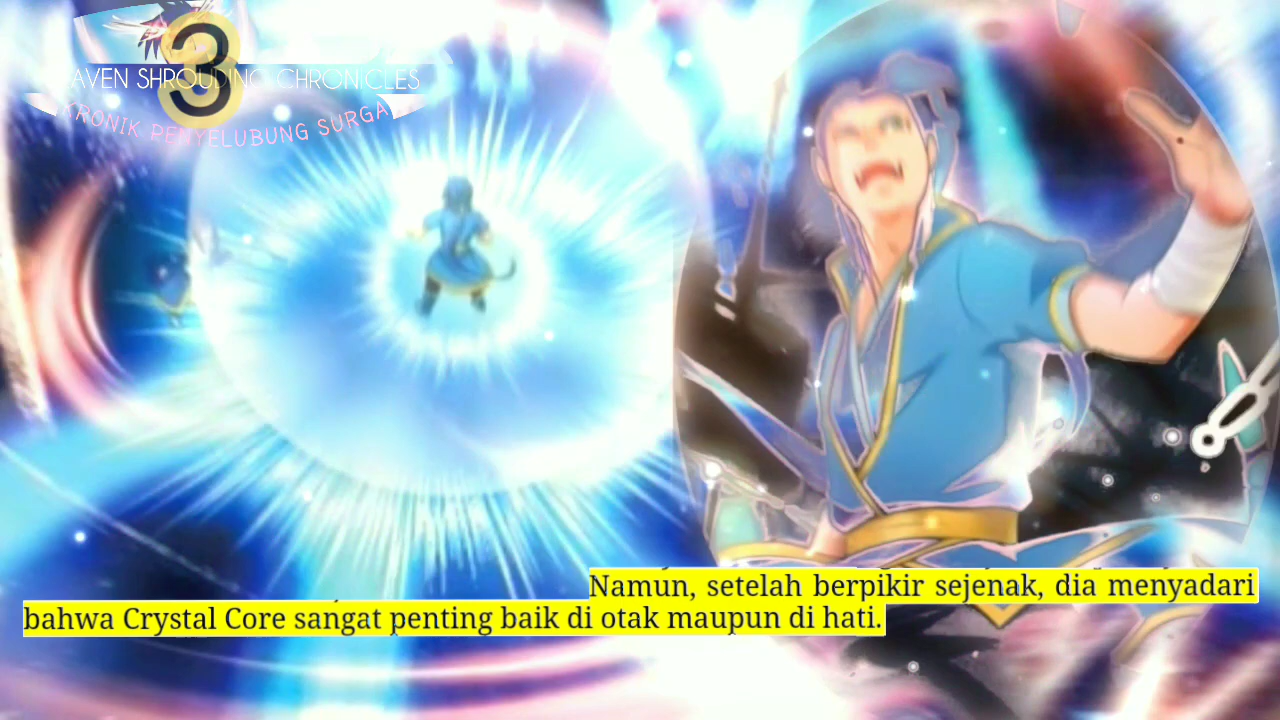 3
EAVEN SHROUDING CHRONICLES
KRONIK PENYELUBUNG SURGA
Namun, setelah berpikir sejenak, dia menyadari
bahwa Crystal Core sangat penting baik di otak maupun di hati.